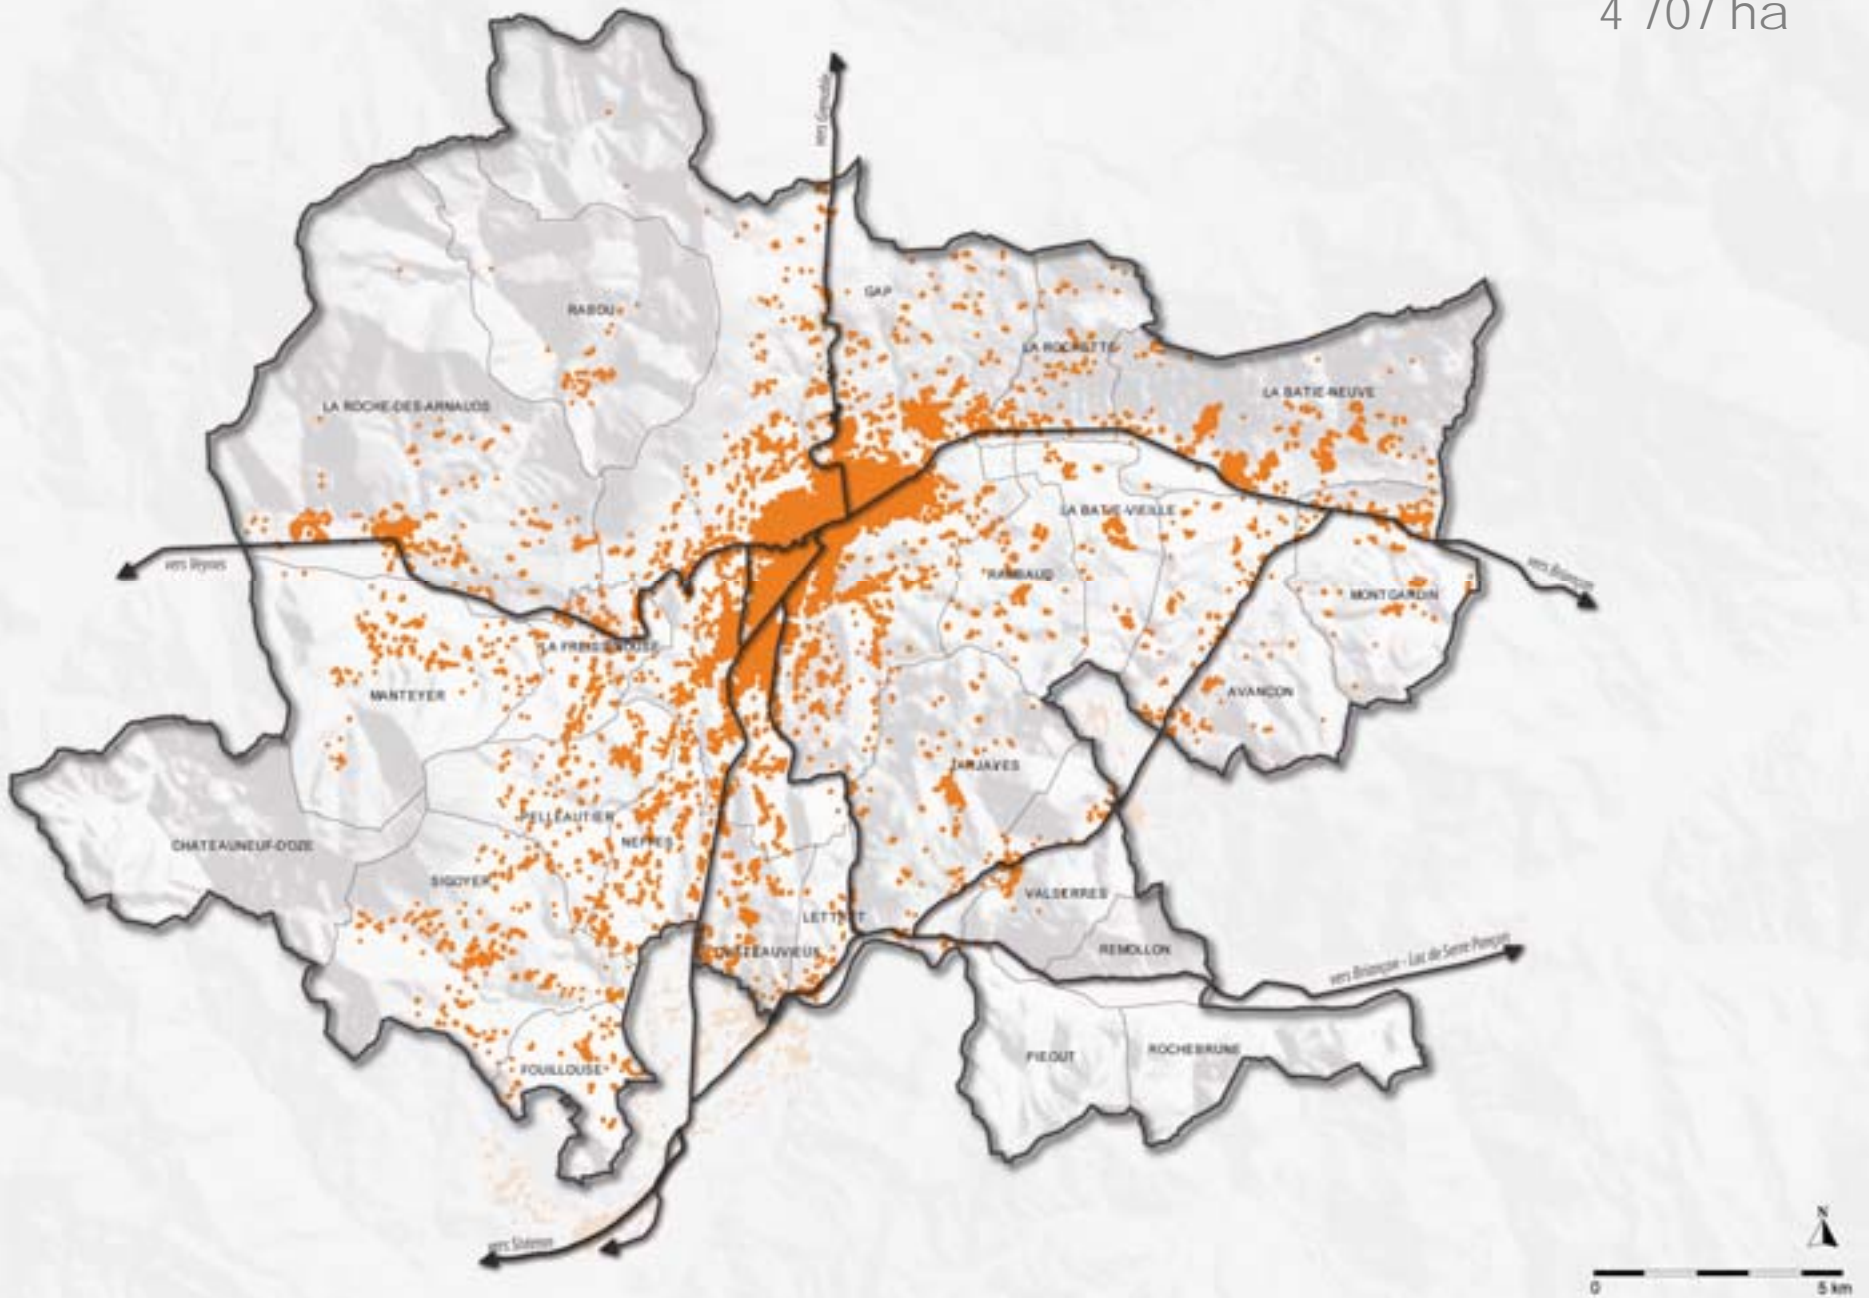 4 707 ha
vers Grenoble
GAP
RABOU
LA ROCHETTE
LA BATIE-NEUVE
LA ROCHE-DES-ARNAUDS
LA BATIE-VIEILLE
vers Veynes
vers Briançon
RAMBAUD
MONTGARDIN
LA FREISSINOUSE
MANTEYER
AVANCON
JARJAYES
PELLEAUTIER
NEFFES
CHATEAUNEUF-D'OZE
SIGOYER
VALSERRES
LETTRET
CHATEAUVIEUX
REMOLLON
vers Briançon - Lac de Serre Ponçon
PIEGUT
ROCHEBRUNE
FOUILLOUSE
N
vers Sisteron
0 5 km